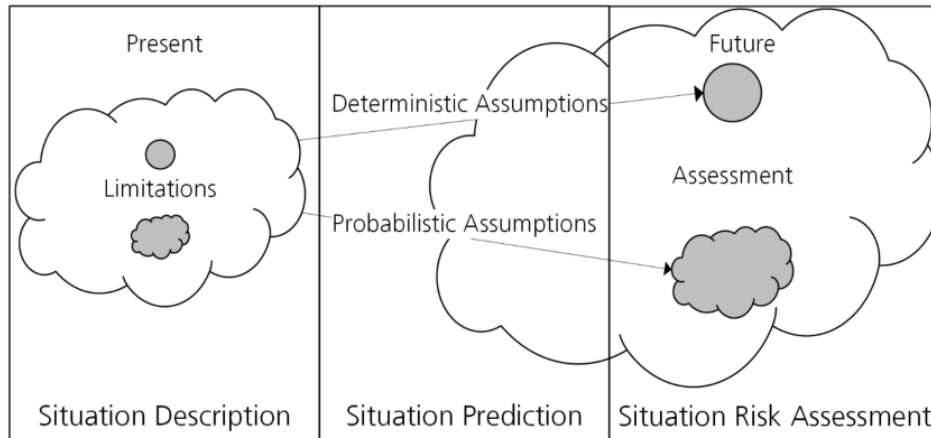 Present
Future
Deterministic Assumptions
Limitations
Assessment
Probabilistic Assumptions
Situation Description
Situation Prediction
Situation Risk Assessment